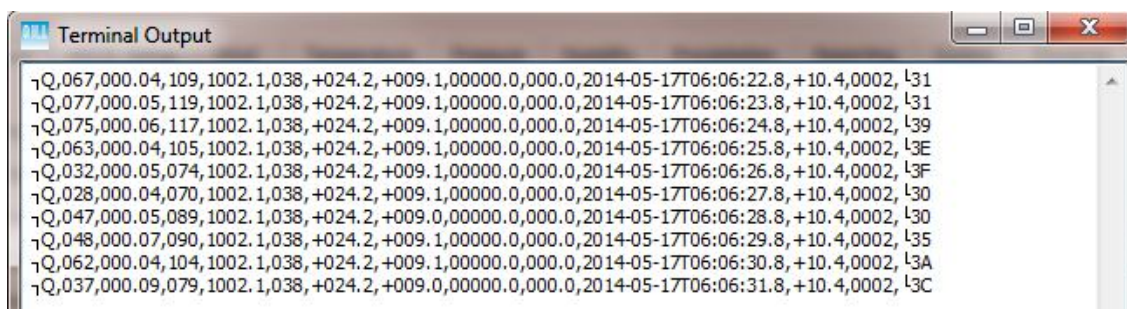 Terminal Output
┐Q,067,000.04,109,1002.1,038,+024.2,+009.1,00000.0,000.0,2014-05-17T06:06:22.8,+10.4,0002,└31
┐Q,077,000.05,119,1002.1,038,+024.2,+009.1,00000.0,000.0,2014-05-17T06:06:23.8,+10.4,0002,└31
┐Q,075,000.06,117,1002.1,038,+024.2,+009.1,00000.0,000.0,2014-05-17T06:06:24.8,+10.4,0002,└39
┐Q,063,000.04,105,1002.1,038,+024.2,+009.1,00000.0,000.0,2014-05-17T06:06:25.8,+10.4,0002,└3E
┐Q,032,000.05,074,1002.1,038,+024.2,+009.1,00000.0,000.0,2014-05-17T06:06:26.8,+10.4,0002,└3F
┐Q,028,000.04,070,1002.1,038,+024.2,+009.1,00000.0,000.0,2014-05-17T06:06:27.8,+10.4,0002,└30
┐Q,047,000.05,089,1002.1,038,+024.2,+009.0,00000.0,000.0,2014-05-17T06:06:28.8,+10.4,0002,└30
┐Q,048,000.07,090,1002.1,038,+024.2,+009.1,00000.0,000.0,2014-05-17T06:06:29.8,+10.4,0002,└35
┐Q,062,000.04,104,1002.1,038,+024.2,+009.1,00000.0,000.0,2014-05-17T06:06:30.8,+10.4,0002,└3A
┐Q,037,000.09,079,1002.1,038,+024.2,+009.0,00000.0,000.0,2014-05-17T06:06:31.8,+10.4,0002,└3C